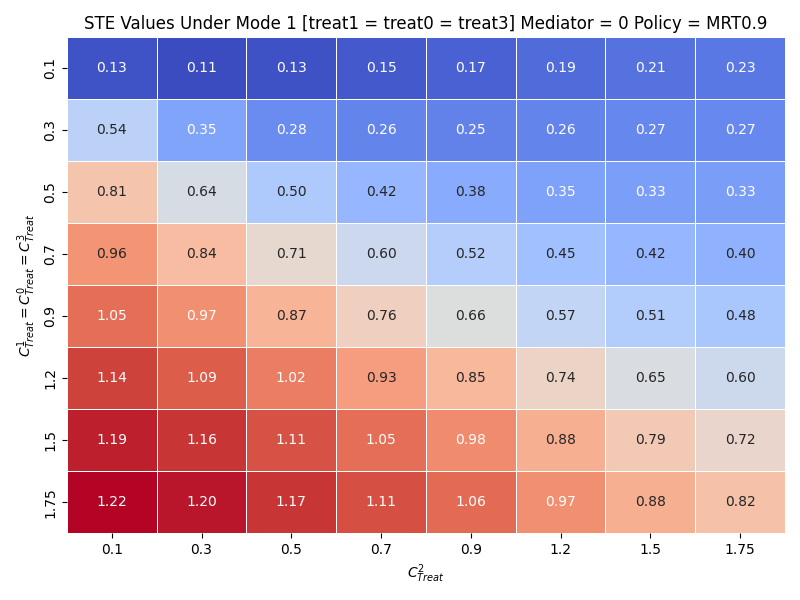 STE Values Under Mode 1 [treat1 = treat0 = treat3] Mediator = 0 Policy = MRT0.9
C¹_Treat = C⁰_Treat = C³_Treat
0.1 0.13 0.11 0.13 0.15 0.17 0.19 0.21 0.23
0.3 0.54 0.35 0.28 0.26 0.25 0.26 0.27 0.27
0.5 0.81 0.64 0.50 0.42 0.38 0.35 0.33 0.33
0.7 0.96 0.84 0.71 0.60 0.52 0.45 0.42 0.40
0.9 1.05 0.97 0.87 0.76 0.66 0.57 0.51 0.48
1.2 1.14 1.09 1.02 0.93 0.85 0.74 0.65 0.60
1.5 1.19 1.16 1.11 1.05 0.98 0.88 0.79 0.72
1.75 1.22 1.20 1.17 1.11 1.06 0.97 0.88 0.82
0.1 0.3 0.5 0.7 0.9 1.2 1.5 1.75
C²_Treat